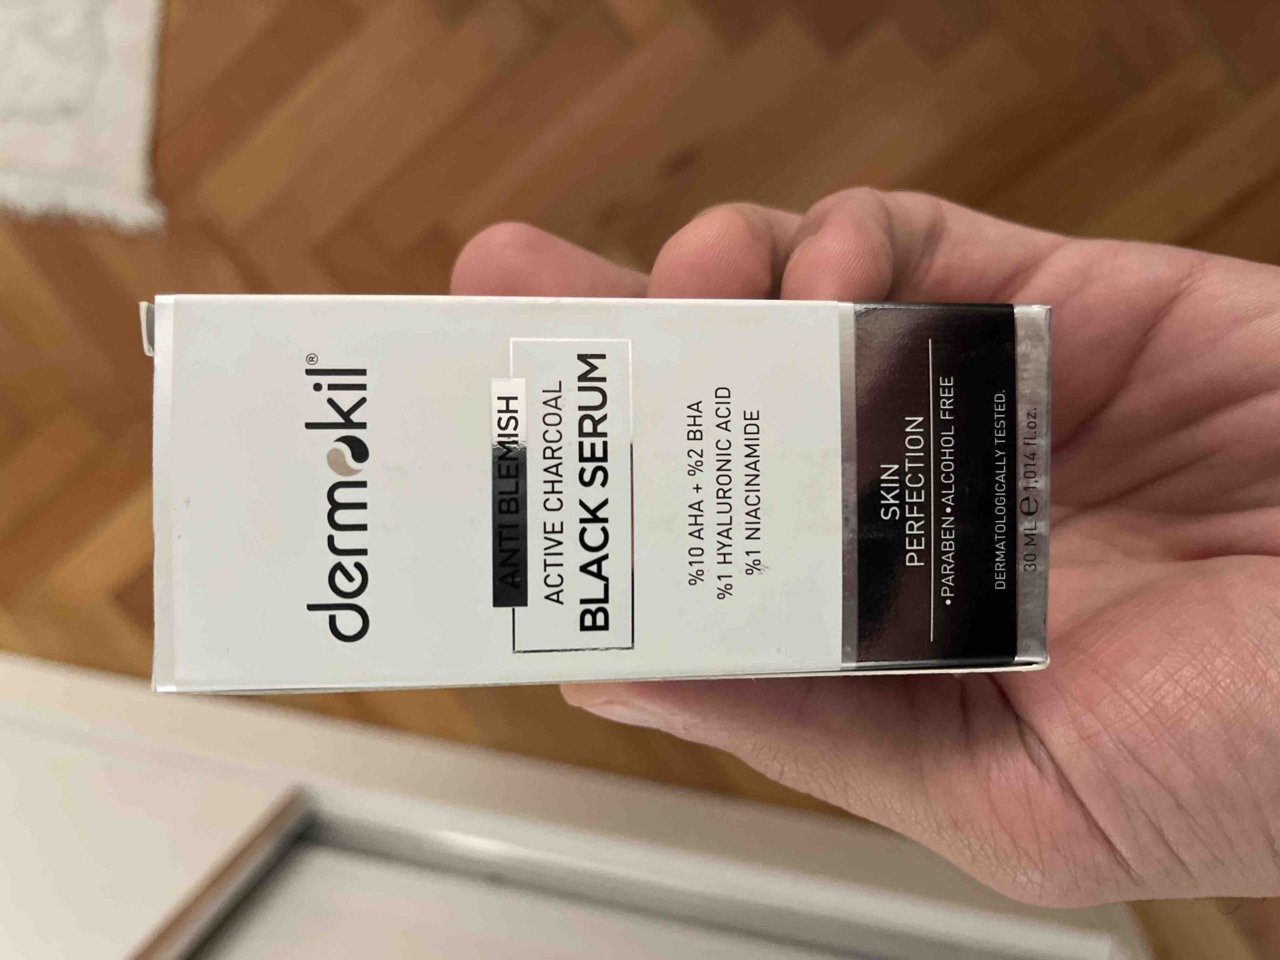 dermokil®
ANTI BLEMISH
ACTIVE CHARCOAL
BLACK SERUM
%10 AHA + %2 BHA
%1 HYALURONIC ACID
%1 NIACINAMIDE
SKIN
PERFECTION
•PARABEN •ALCOHOL FREE
DERMATOLOGICALLY TESTED.
30 ML ℮ 1,014 fl.oz.